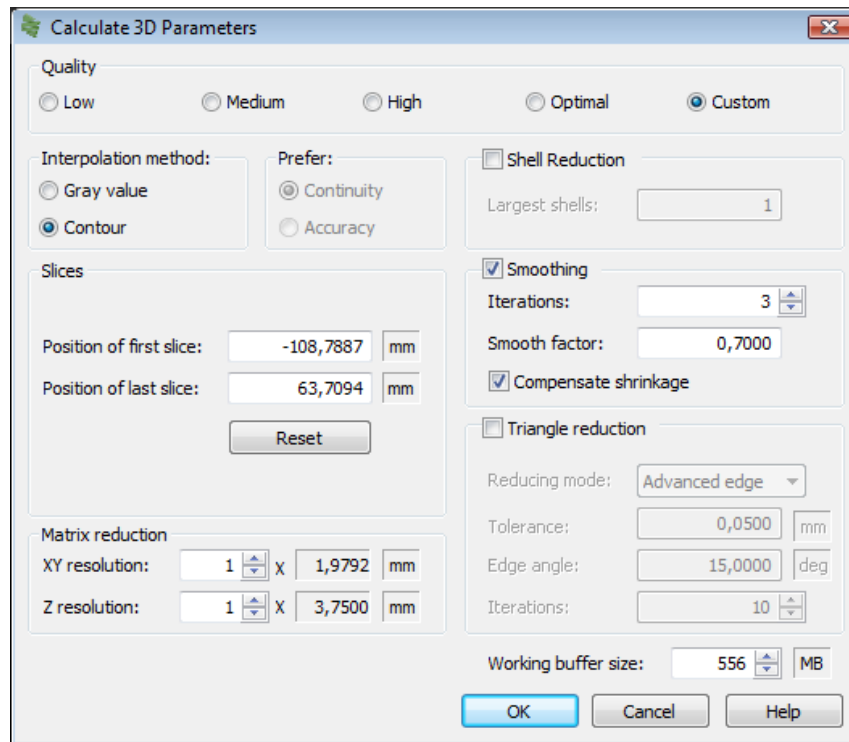 Calculate 3D Parameters
Quality
Low Medium High Optimal Custom
Interpolation method:
Gray value
Contour
Prefer:
Continuity
Accuracy
Shell Reduction
Largest shells: 1
Slices
Position of first slice: -108,7887 mm
Position of last slice: 63,7094 mm
Reset
Smoothing
Iterations: 3
Smooth factor: 0,7000
Compensate shrinkage
Triangle reduction
Reducing mode: Advanced edge
Tolerance: 0,0500 mm
Edge angle: 15,0000 deg
Iterations: 10
Matrix reduction
XY resolution: 1 X 1,9792 mm
Z resolution: 1 X 3,7500 mm
Working buffer size: 556 MB
OK Cancel Help